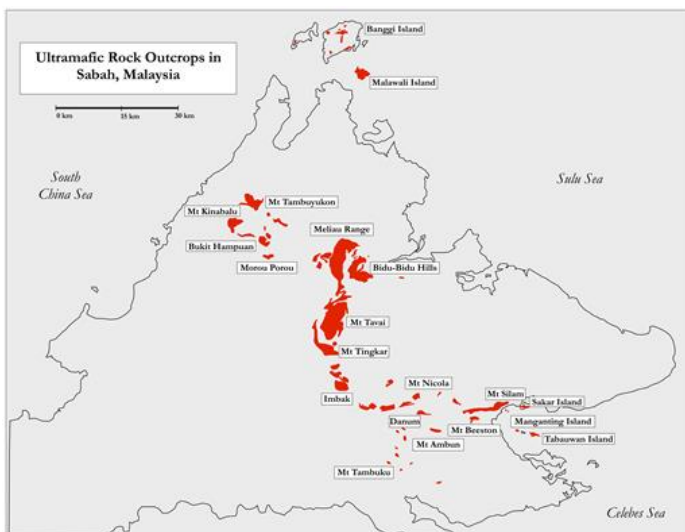 Banggi Island
Ultramafic Rock Outcrops in
Sabah, Malaysia
Malawali Island
0 km
15 km
30 km
South
China Sea
Sulu Sea
Mt Tambuyukon
Mt Kinabalu
Meliau Range
Bukit Hampuan
Morou Porou
Bidu-Bidu Hills
Mt Tavai
Mt Tingkar
Mt Nicola
Imbak
Mt Silam
Sakar Island
Danum
Mt Beeston
Manganting Island
Mt Ambun
Tabauwan Island
Mt Tambuku
Celebes Sea